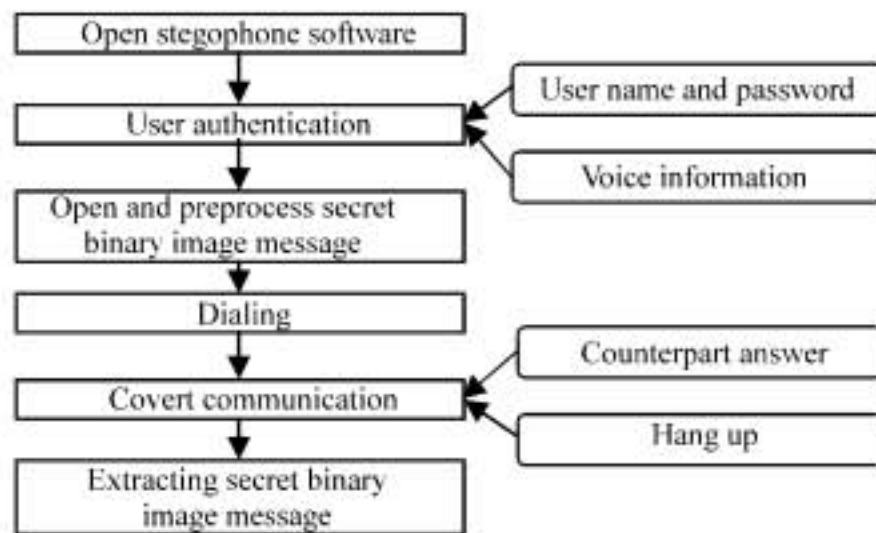 Open stegophone software
User authentication
User name and password
Voice information
Open and preprocess secret
binary image message
Dialing
Covert communication
Counterpart answer
Hang up
Extracting secret binary
image message